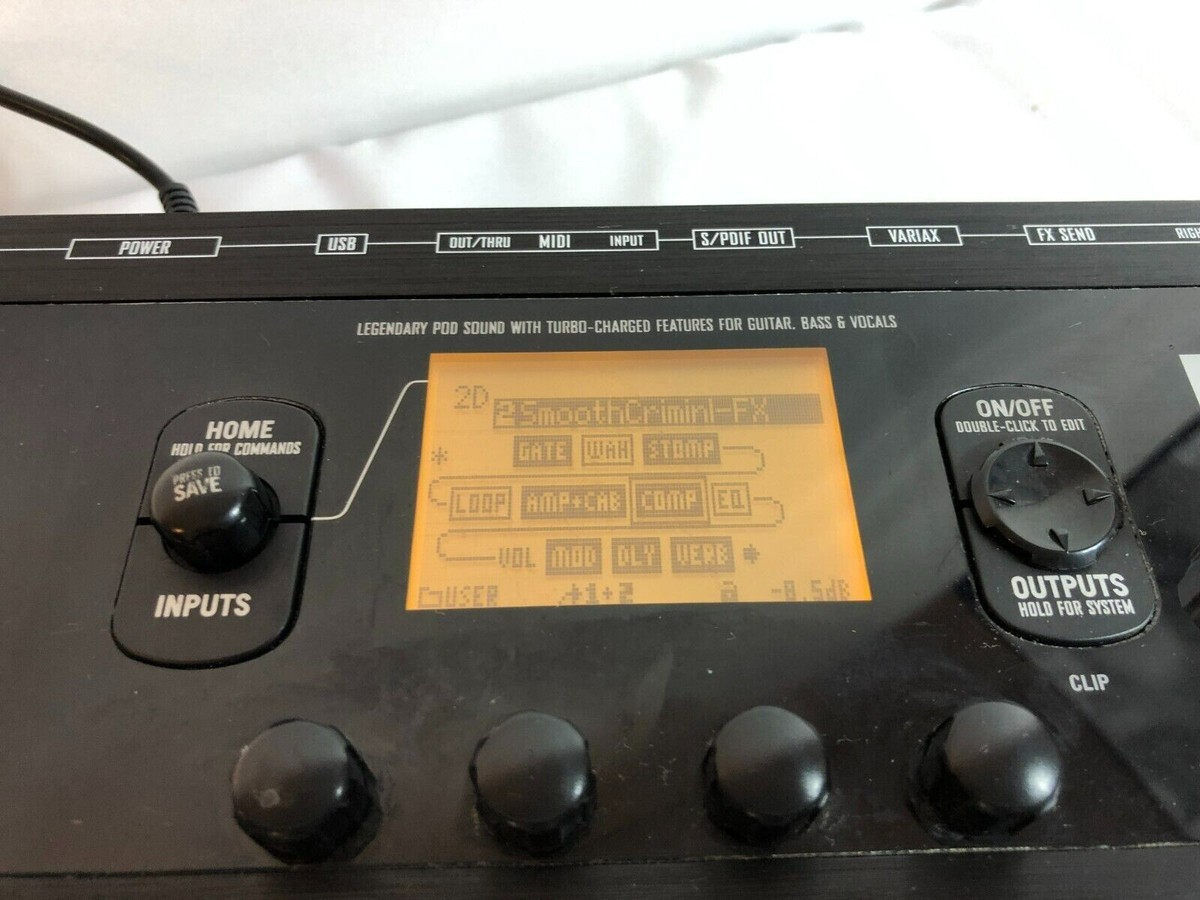 POWER USB OUT/THRU MIDI INPUT S/PDIF OUT VARIAX FX SEND
LEGENDARY POD SOUND WITH TURBO-CHARGED FEATURES FOR GUITAR, BASS & VOCALS
HOME
HOLD FOR COMMANDS
PRESS TO
SAVE
INPUTS
2D
SmoothCriminl-FX
GATE WAH STOMP
LOOP AMP+CAB COMP EQ
VOL MOD DLY VERB
USER 1+2 -8.5dB
ON/OFF
DOUBLE-CLICK TO EDIT
OUTPUTS
HOLD FOR SYSTEM
CLIP